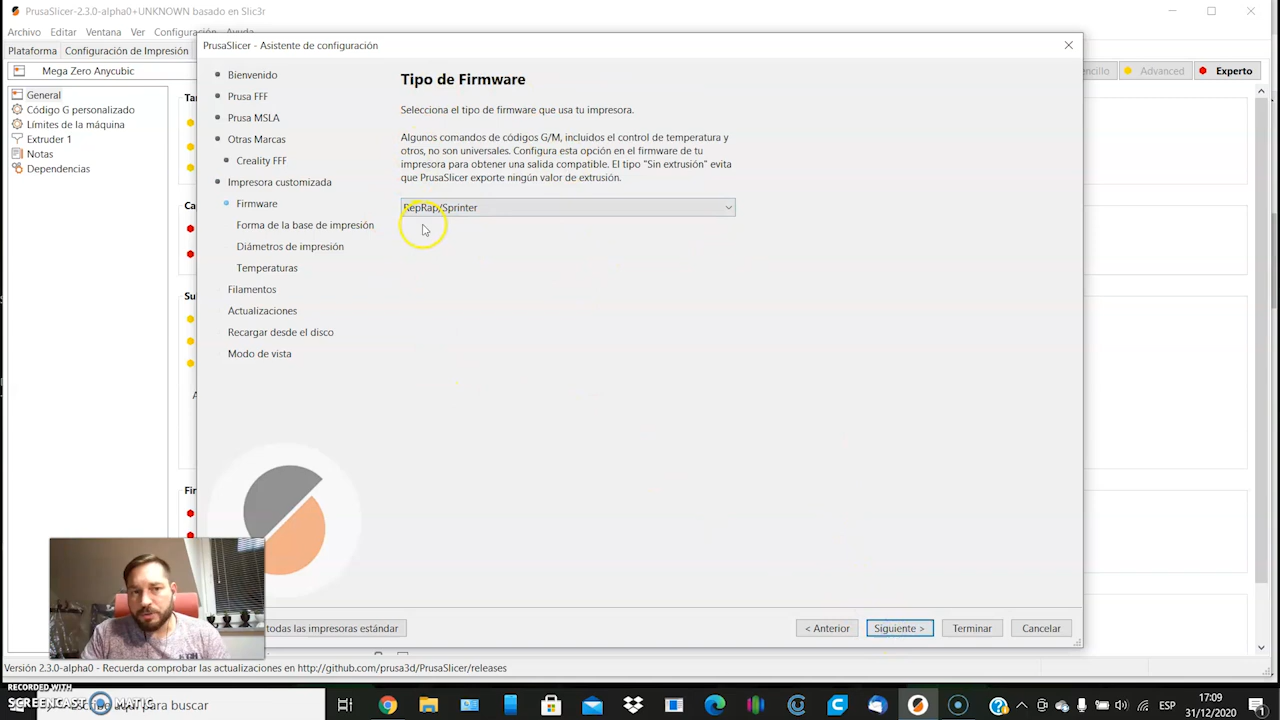 PrusaSlicer-2.3.0-alpha0+UNKNOWN basado en Slic3r
Archivo Editar Ventana Ver Configuración Ayuda
Plataforma Configuración de Impresión
Mega Zero Anycubic
General
Código G personalizado
Límites de la máquina
Extruder 1
Notas
Dependencias
encillo Advanced Experto
PrusaSlicer - Asistente de configuración
Bienvenido
Prusa FFF
Prusa MSLA
Otras Marcas
Creality FFF
Impresora customizada
Firmware
Forma de la base de impresión
Diámetros de impresión
Temperaturas
Filamentos
Actualizaciones
Recargar desde el disco
Modo de vista
Tipo de Firmware
Selecciona el tipo de firmware que usa tu impresora.
Algunos comandos de códigos G/M, incluidos el control de temperatura y
otros, no son universales. Configura esta opción en el firmware de tu
impresora para obtener una salida compatible. El tipo "Sin extrusión" evita
que PrusaSlicer exporte ningún valor de extrusión.
RepRap/Sprinter
todas las impresoras estándar
< Anterior
Siguiente >
Terminar
Cancelar
Versión 2.3.0-alpha0 - Recuerda comprobar las actualizaciones en http://github.com/prusa3d/PrusaSlicer/releases
RECORDED WITH
SCREENCAST MATIC
para buscar
ESP
17:09
31/12/2020
1